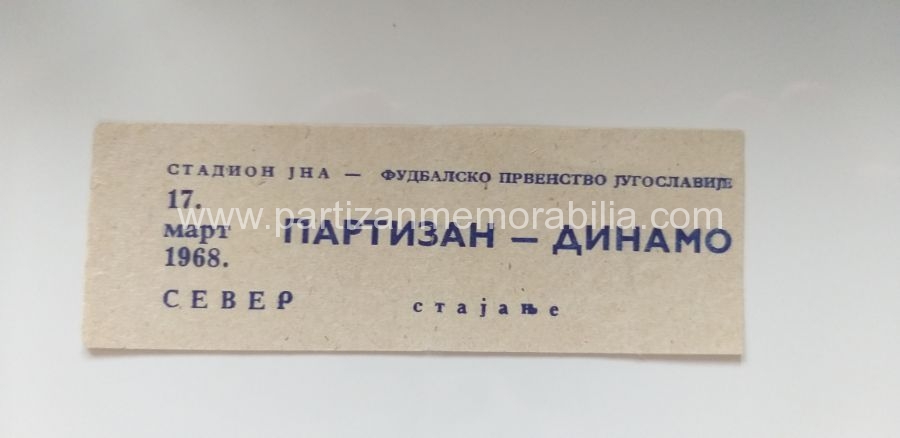 СТАДИОН ЈНА — ФУДБАЛСКО ПРВЕНСТВО ЈУГОСЛАВИЈЕ
17.
март
1968.
ПАРТИЗАН — ДИНАМО
www.partizanmemorabilia.com
СЕВЕР стајање